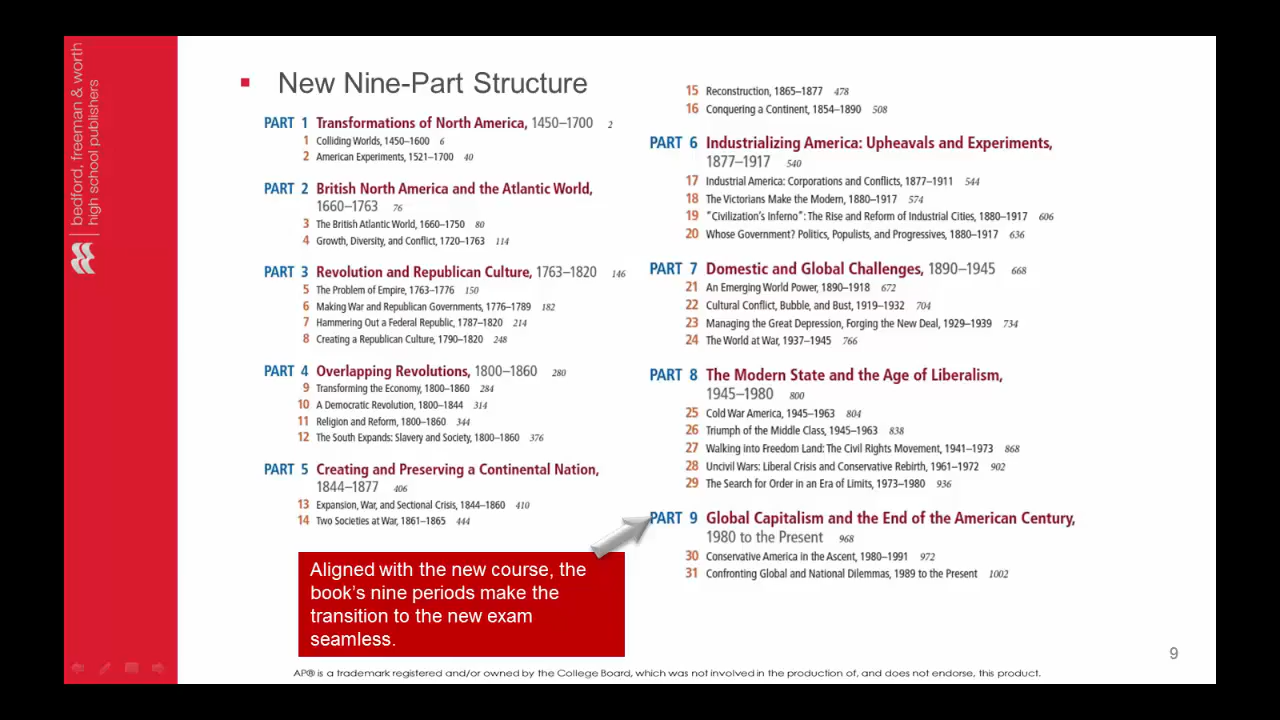 bedford, freeman & worth
high school publishers
New Nine-Part Structure
PART 1 Transformations of North America, 1450–1700 2
1 Colliding Worlds, 1450–1600 6
2 American Experiments, 1521–1700 40
PART 2 British North America and the Atlantic World,
1660–1763 76
3 The British Atlantic World, 1660–1750 80
4 Growth, Diversity, and Conflict, 1720–1763 114
PART 3 Revolution and Republican Culture, 1763–1820 146
5 The Problem of Empire, 1763–1776 150
6 Making War and Republican Governments, 1776–1789 182
7 Hammering Out a Federal Republic, 1787–1820 214
8 Creating a Republican Culture, 1790–1820 248
PART 4 Overlapping Revolutions, 1800–1860 280
9 Transforming the Economy, 1800–1860 284
10 A Democratic Revolution, 1800–1844 314
11 Religion and Reform, 1800–1860 344
12 The South Expands: Slavery and Society, 1800–1860 376
PART 5 Creating and Preserving a Continental Nation,
1844–1877 406
13 Expansion, War, and Sectional Crisis, 1844–1860 410
14 Two Societies at War, 1861–1865 444
15 Reconstruction, 1865–1877 478
16 Conquering a Continent, 1854–1890 508
PART 6 Industrializing America: Upheavals and Experiments,
1877–1917 540
17 Industrial America: Corporations and Conflicts, 1877–1911 544
18 The Victorians Make the Modern, 1880–1917 574
19 “Civilization’s Inferno”: The Rise and Reform of Industrial Cities, 1880–1917 606
20 Whose Government? Politics, Populists, and Progressives, 1880–1917 636
PART 7 Domestic and Global Challenges, 1890–1945 668
21 An Emerging World Power, 1890–1918 672
22 Cultural Conflict, Bubble, and Bust, 1919–1932 704
23 Managing the Great Depression, Forging the New Deal, 1929–1939 734
24 The World at War, 1937–1945 766
PART 8 The Modern State and the Age of Liberalism,
1945–1980 800
25 Cold War America, 1945–1963 804
26 Triumph of the Middle Class, 1945–1963 838
27 Walking into Freedom Land: The Civil Rights Movement, 1941–1973 868
28 Uncivil Wars: Liberal Crisis and Conservative Rebirth, 1961–1972 902
29 The Search for Order in an Era of Limits, 1973–1980 936
PART 9 Global Capitalism and the End of the American Century,
1980 to the Present 968
30 Conservative America in the Ascent, 1980–1991 972
31 Confronting Global and National Dilemmas, 1989 to the Present 1002
Aligned with the new course, the
book’s nine periods make the
transition to the new exam
seamless.
9
AP® is a trademark registered and/or owned by the College Board, which was not involved in the production of, and does not endorse, this product.